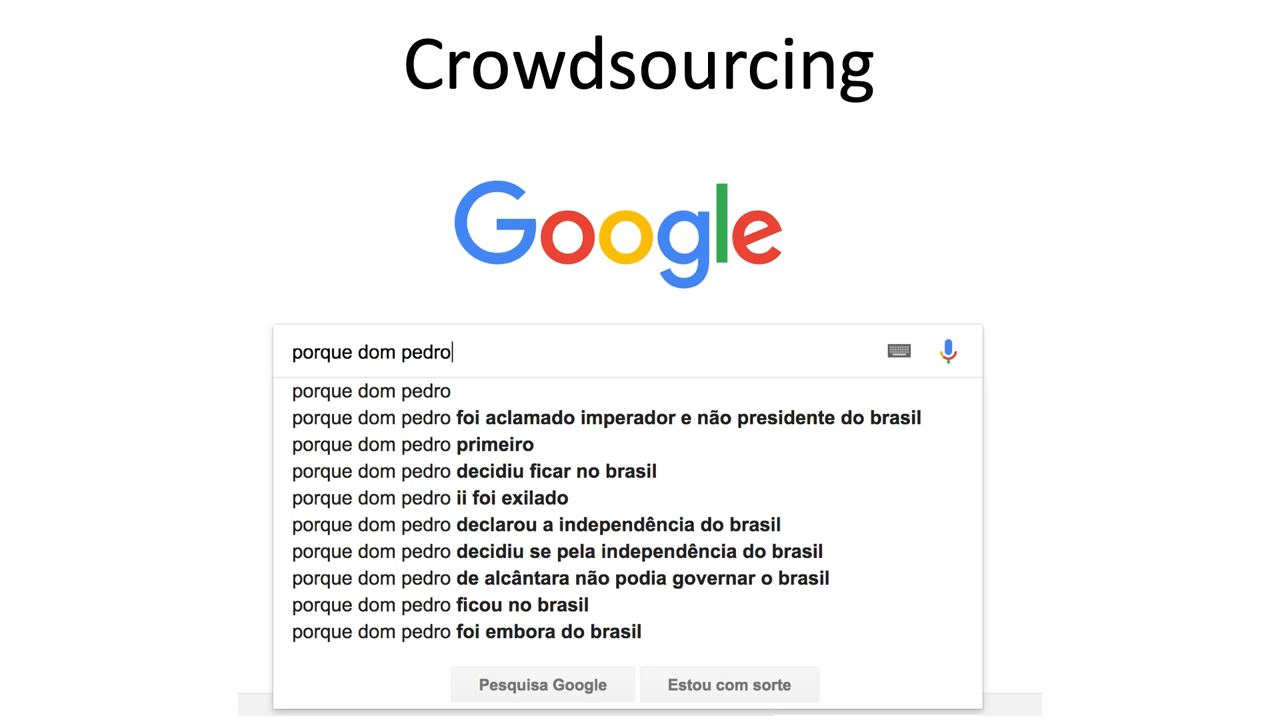 Crowdsourcing
Google
porque dom pedro
porque dom pedro
porque dom pedro foi aclamado imperador e não presidente do brasil
porque dom pedro primeiro
porque dom pedro decidiu ficar no brasil
porque dom pedro ii foi exilado
porque dom pedro declarou a independência do brasil
porque dom pedro decidiu se pela independência do brasil
porque dom pedro de alcântara não podia governar o brasil
porque dom pedro ficou no brasil
porque dom pedro foi embora do brasil
Pesquisa Google Estou com sorte